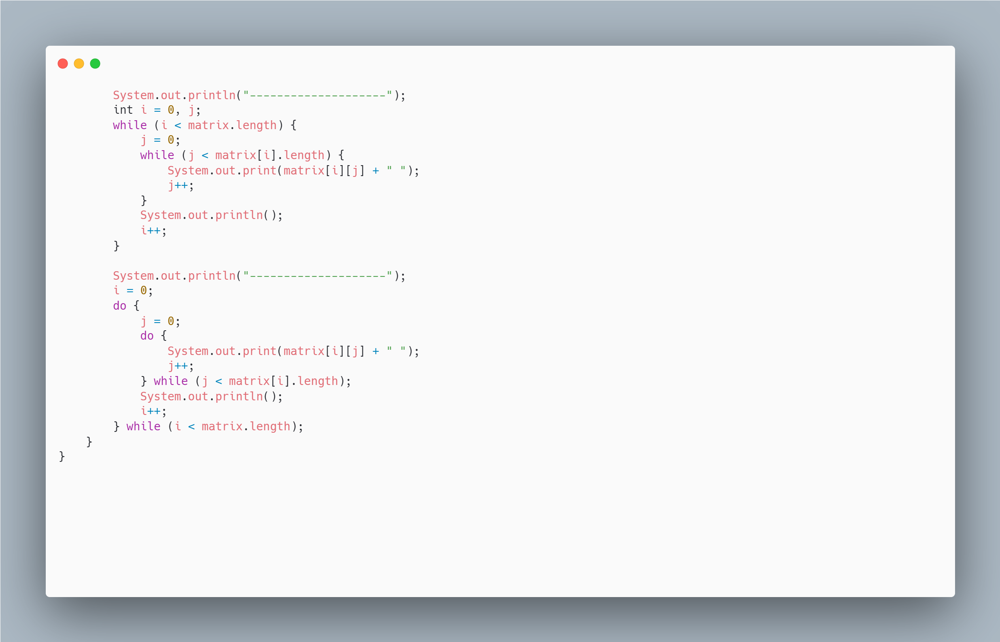 System.out.println("--------------------");
        int i = 0, j;
        while (i < matrix.length) {
            j = 0;
            while (j < matrix[i].length) {
                System.out.print(matrix[i][j] + " ");
                j++;
            }
            System.out.println();
            i++;
        }

        System.out.println("--------------------");
        i = 0;
        do {
            j = 0;
            do {
                System.out.print(matrix[i][j] + " ");
                j++;
            } while (j < matrix[i].length);
            System.out.println();
            i++;
        } while (i < matrix.length);
    }
}